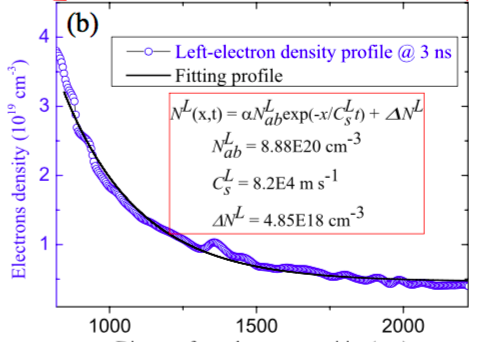 (b)
Left-electron density profile @ 3 ns
Fitting profile
N^L(x,t) = αN^L_ab exp(-x/C^L_s t) + ΔN^L
N^L_ab = 8.88E20 cm^-3
C^L_s = 8.2E4 m s^-1
ΔN^L = 4.85E18 cm^-3
Electrons density (10^19 cm^-3)
4
3
2
1
1000 1500 2000